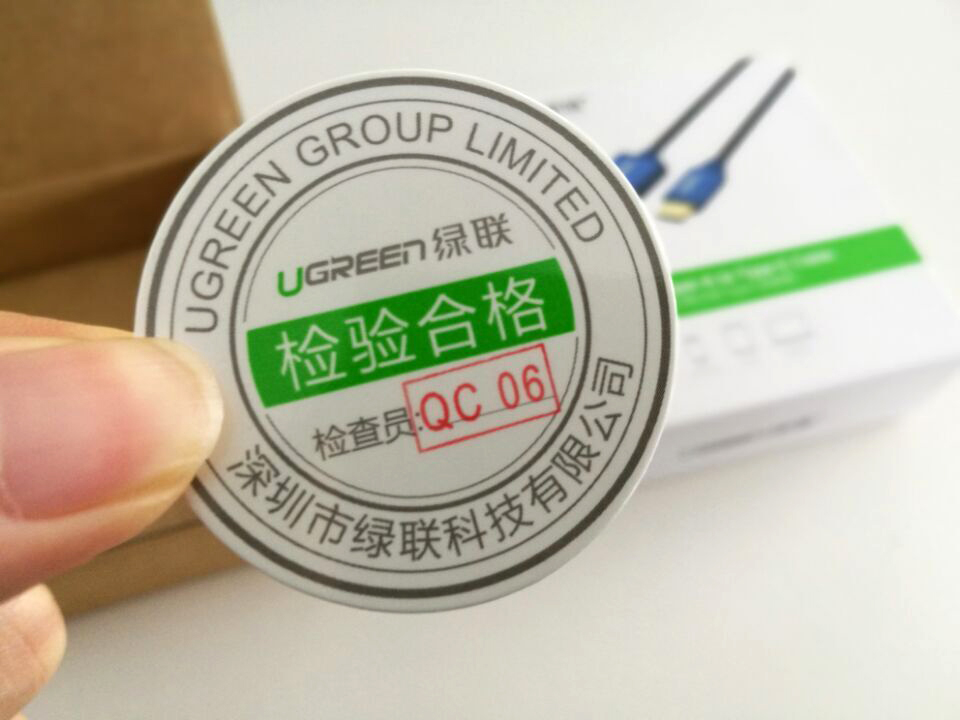 UGREEN GROUP LIMITED
UGREEN 绿联
检验合格
检查员: QC 06
深圳市绿联科技有限公司